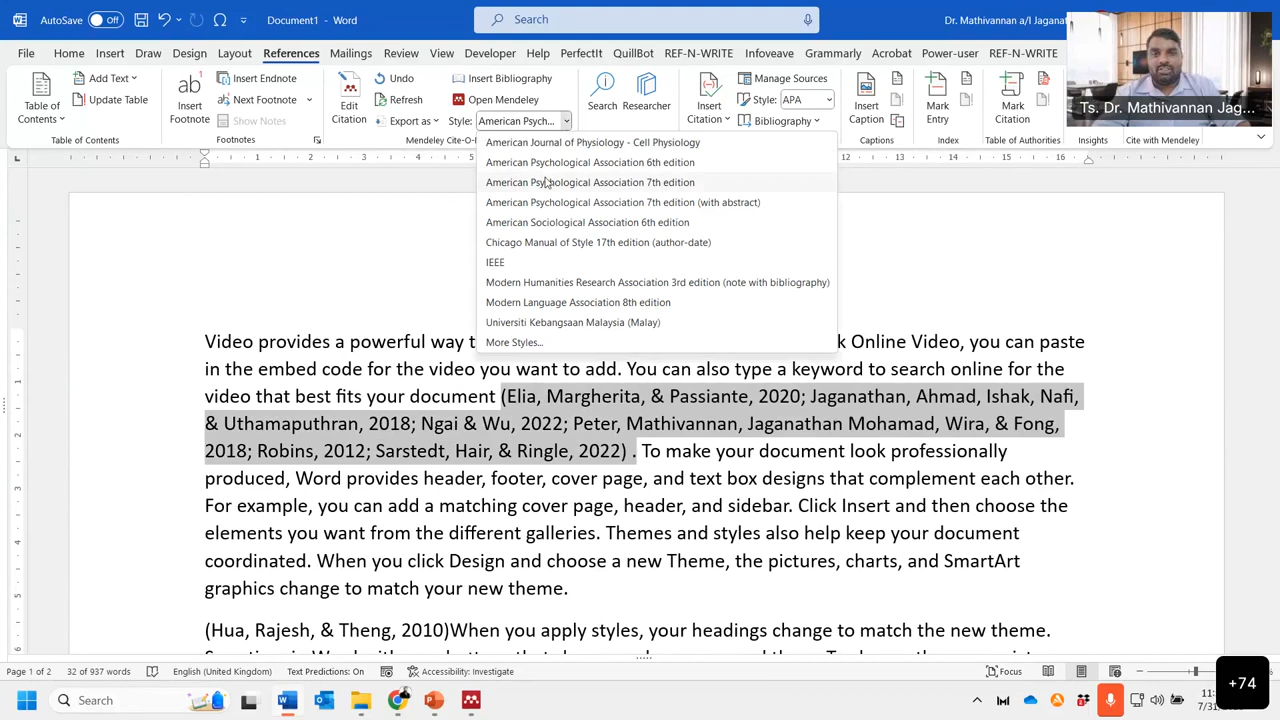 AutoSave Off Document1 - Word Search Dr. Mathivannan a/l Jagana
File Home Insert Draw Design Layout References Mailings Review View Developer Help PerfectIt QuillBot REF-N-WRITE Infoveave Grammarly Acrobat Power-user REF-N-WRITE
Ts. Dr. Mathivannan Jag...
Table of Contents
Add Text
Update Table
Table of Contents
Insert Footnote
Insert Endnote
Next Footnote
Show Notes
Footnotes
Edit Citation
Undo
Refresh
Export as
Insert Bibliography
Open Mendeley
Style: American Psych...
Mendeley Cite-O-
Search
Researcher
Insert Citation
Manage Sources
Style: APA
Bibliography
Insert Caption
Captions
Mark Entry
Index
Mark Citation
Table of Authorities
Insights
Cite with Mendeley
American Journal of Physiology - Cell Physiology
American Psychological Association 6th edition
American Psychological Association 7th edition
American Psychological Association 7th edition (with abstract)
American Sociological Association 6th edition
Chicago Manual of Style 17th edition (author-date)
IEEE
Modern Humanities Research Association 3rd edition (note with bibliography)
Modern Language Association 8th edition
Universiti Kebangsaan Malaysia (Malay)
More Styles...
12 13 14 15 16 17 18
Video provides a powerful way t k Online Video, you can paste
in the embed code for the video you want to add. You can also type a keyword to search online for the
video that best fits your document (Elia, Margherita, & Passiante, 2020; Jaganathan, Ahmad, Ishak, Nafi,
& Uthamaputhran, 2018; Ngai & Wu, 2022; Peter, Mathivannan, Jaganathan Mohamad, Wira, & Fong,
2018; Robins, 2012; Sarstedt, Hair, & Ringle, 2022) . To make your document look professionally
produced, Word provides header, footer, cover page, and text box designs that complement each other.
For example, you can add a matching cover page, header, and sidebar. Click Insert and then choose the
elements you want from the different galleries. Themes and styles also help keep your document
coordinated. When you click Design and choose a new Theme, the pictures, charts, and SmartArt
graphics change to match your new theme.
(Hua, Rajesh, & Theng, 2010)When you apply styles, your headings change to match the new theme.
Page 1 of 2 32 of 937 words English (United Kingdom) Text Predictions: On Accessibility: Investigate Focus
Search
+74